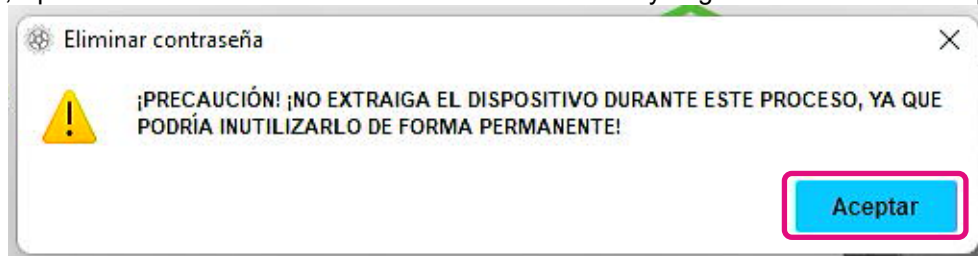 Eliminar contraseña
¡PRECAUCIÓN! ¡NO EXTRAIGA EL DISPOSITIVO DURANTE ESTE PROCESO, YA QUE
PODRÍA INUTILIZARLO DE FORMA PERMANENTE!
Aceptar